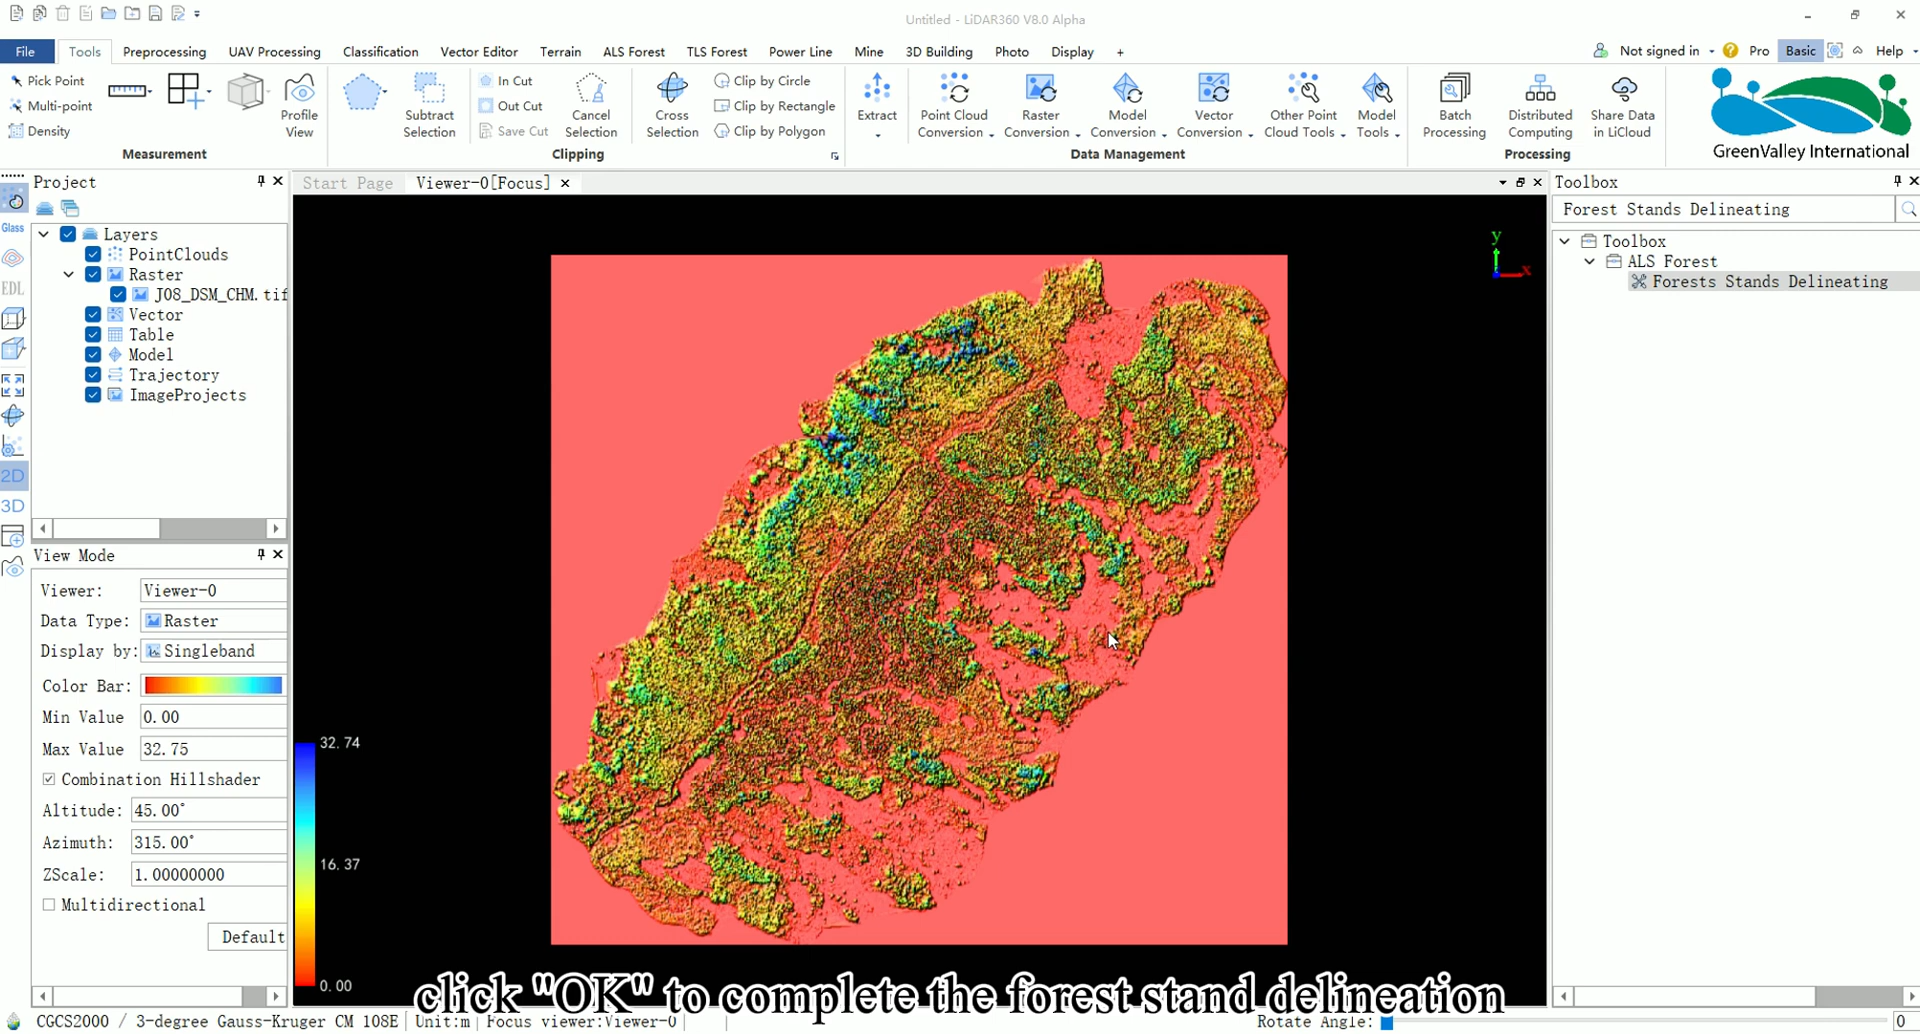 Untitled - LiDAR360 V8.0 Alpha
File Tools Preprocessing UAV Processing Classification Vector Editor Terrain ALS Forest TLS Forest Power Line Mine 3D Building Photo Display +
Not signed in Pro Basic Help
Pick Point
Multi-point
Density
Profile View
Measurement
Subtract Selection
In Cut
Out Cut
Save Cut
Cancel Selection
Cross Selection
Clip by Circle
Clip by Rectangle
Clip by Polygon
Clipping
Extract
Point Cloud Conversion
Raster Conversion
Model Conversion
Vector Conversion
Other Point Cloud Tools
Model Tools
Data Management
Batch Processing
Distributed Computing
Share Data in LiCloud
Processing
GreenValley International
Project
Glass
EDL
2D
3D
Layers
PointClouds
Raster
J08_DSM_CHM.tif
Vector
Table
Model
Trajectory
ImageProjects
View Mode
Viewer: Viewer-0
Data Type: Raster
Display by: Singleband
Color Bar:
Min Value 0.00
Max Value 32.75
Combination Hillshader
Altitude: 45.00°
Azimuth: 315.00°
ZScale: 1.00000000
Multidirectional
Default
Start Page Viewer-0[Focus]
y
x
32.74
16.37
0.00
Toolbox
Forest Stands Delineating
Toolbox
ALS Forest
Forests Stands Delineating
click "OK" to complete the forest stand delineation
CGCS2000 / 3-degree Gauss-Kruger CM 108E Unit:m Focus viewer:Viewer-0
Rotate Angle: 0